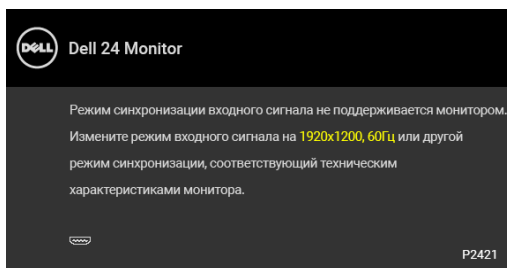 DELL Dell 24 Monitor
Режим синхронизации входного сигнала не поддерживается монитором.
Измените режим входного сигнала на 1920x1200, 60Гц или другой
режим синхронизации, соответствующий техническим
характеристиками монитора.
P2421